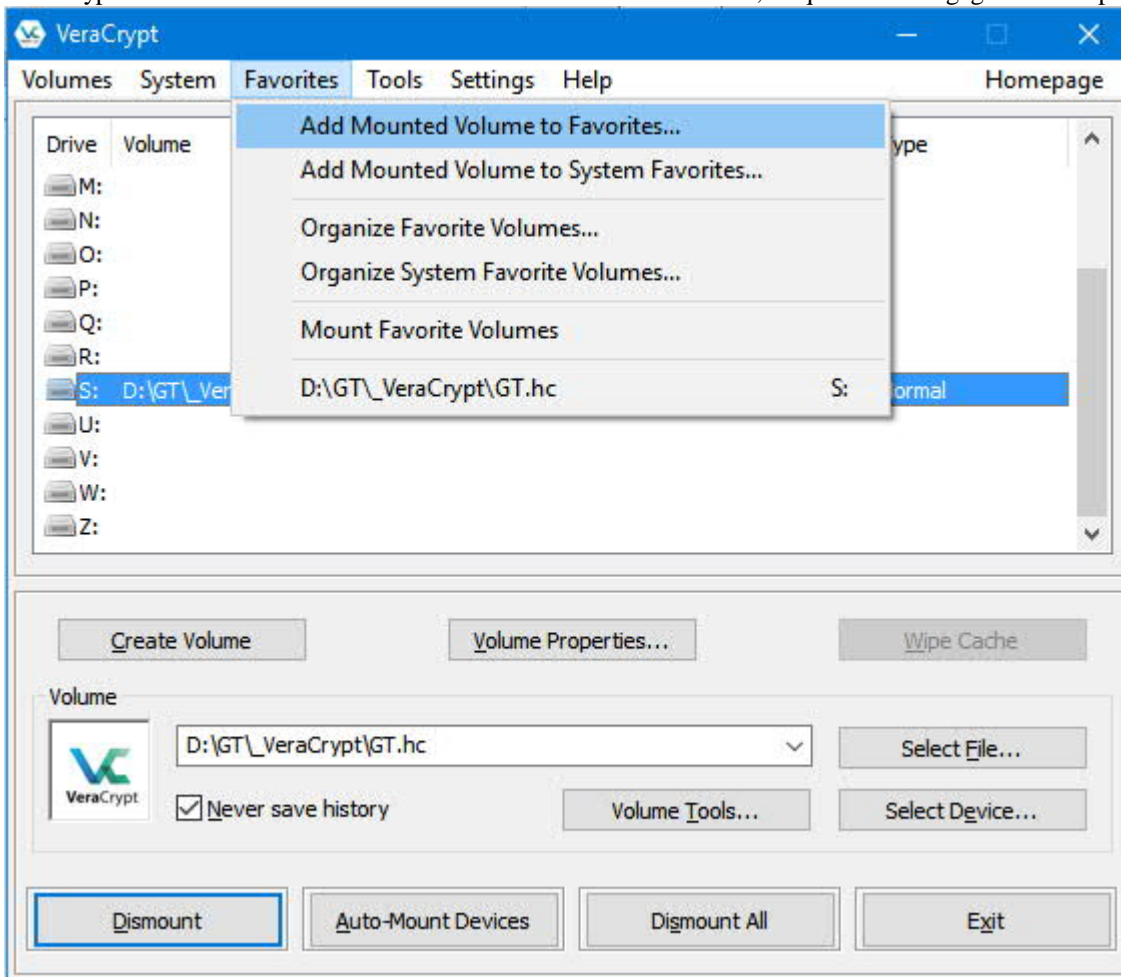 VeraCrypt
Volumes System Favorites Tools Settings Help Homepage
Add Mounted Volume to Favorites...
Drive Volume
Add Mounted Volume to System Favorites...
M:
N:
Organize Favorite Volumes...
O:
Organize System Favorite Volumes...
P:
Q:
Mount Favorite Volumes
R:
S: D:\GT\_Ver
D:\GT\_VeraCrypt\GT.hc S:
U:
V:
W:
Z:
Create Volume Volume Properties... Wipe Cache
Volume
D:\GT\_VeraCrypt\GT.hc Select File...
VeraCrypt
Never save history Volume Tools... Select Device...
Dismount Auto-Mount Devices Dismount All Exit